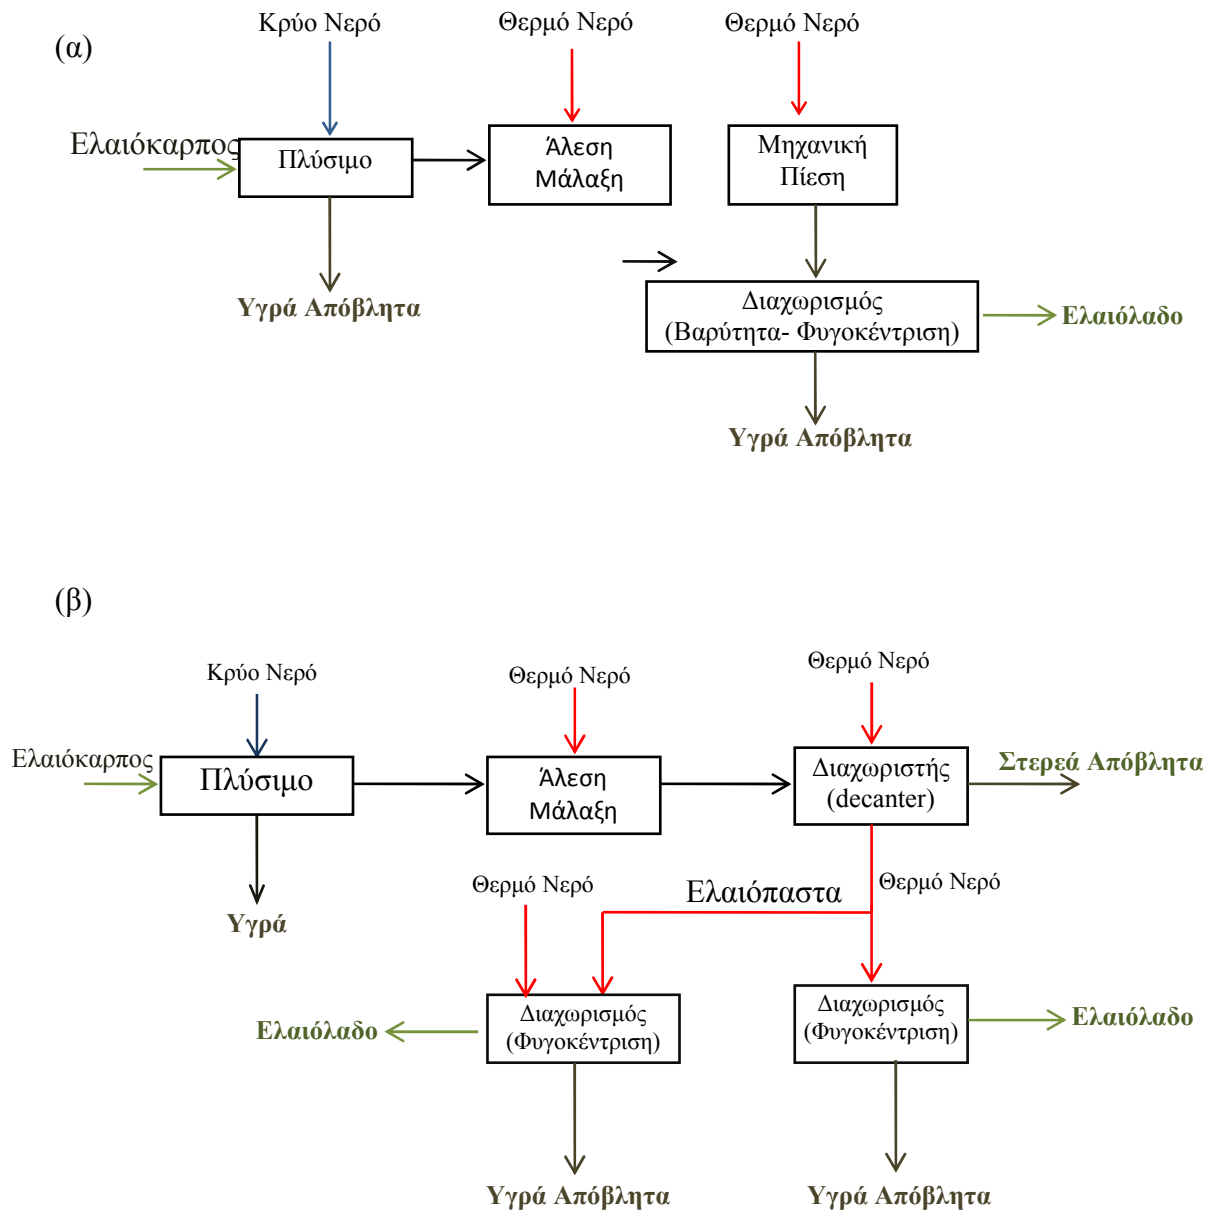 (α)
Κρύο Νερό
Θερμό Νερό
Θερμό Νερό
Ελαιόκαρπος
Πλύσιμο
Άλεση
Μάλαξη
Μηχανική
Πίεση
Υγρά Απόβλητα
Διαχωρισμός
(Βαρύτητα- Φυγοκέντριση)
Ελαιόλαδο
Υγρά Απόβλητα
(β)
Κρύο Νερό
Θερμό Νερό
Θερμό Νερό
Ελαιόκαρπος
Πλύσιμο
Άλεση
Μάλαξη
Διαχωριστής
(decanter)
Στερεά Απόβλητα
Υγρά
Θερμό Νερό
Ελαιόπαστα
Θερμό Νερό
Ελαιόλαδο
Διαχωρισμός
(Φυγοκέντριση)
Διαχωρισμός
(Φυγοκέντριση)
Ελαιόλαδο
Υγρά Απόβλητα
Υγρά Απόβλητα